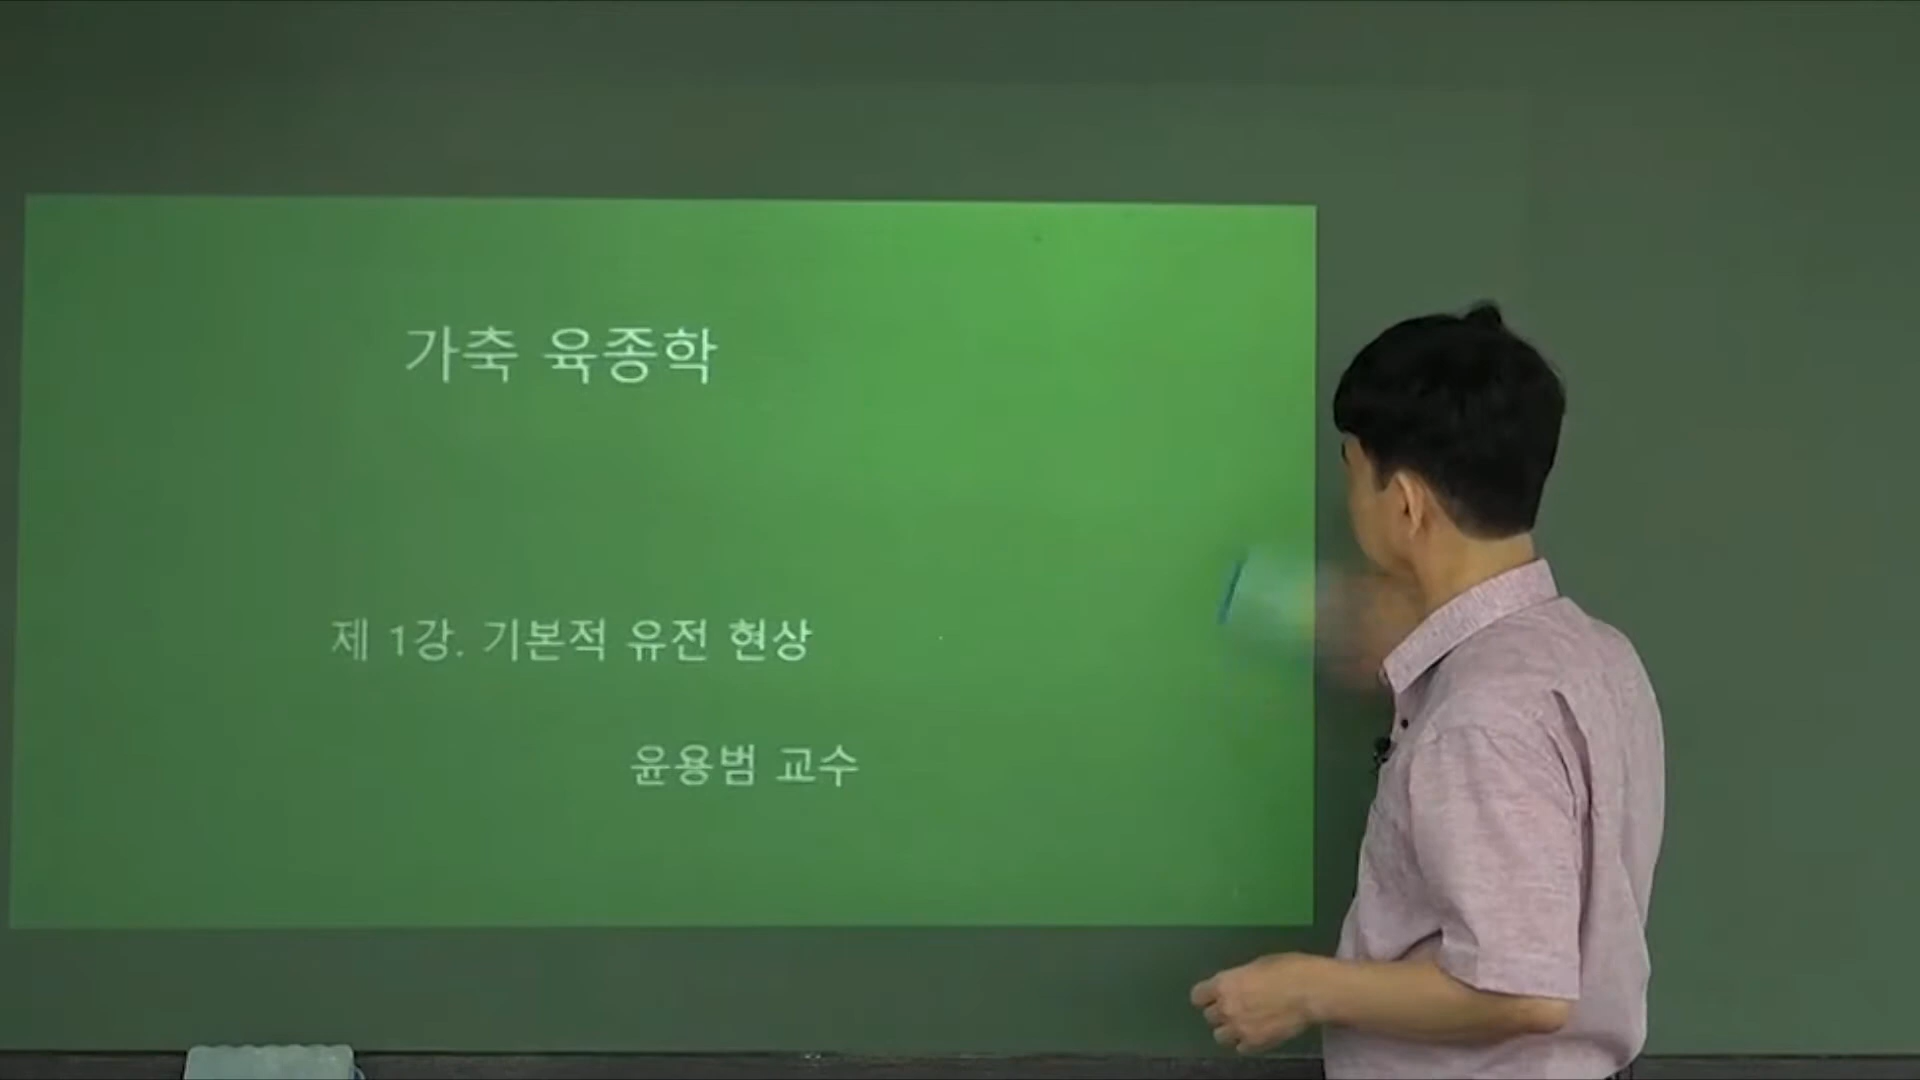 가축 육종학
제 1강. 기본적 유전 현상
윤용범 교수